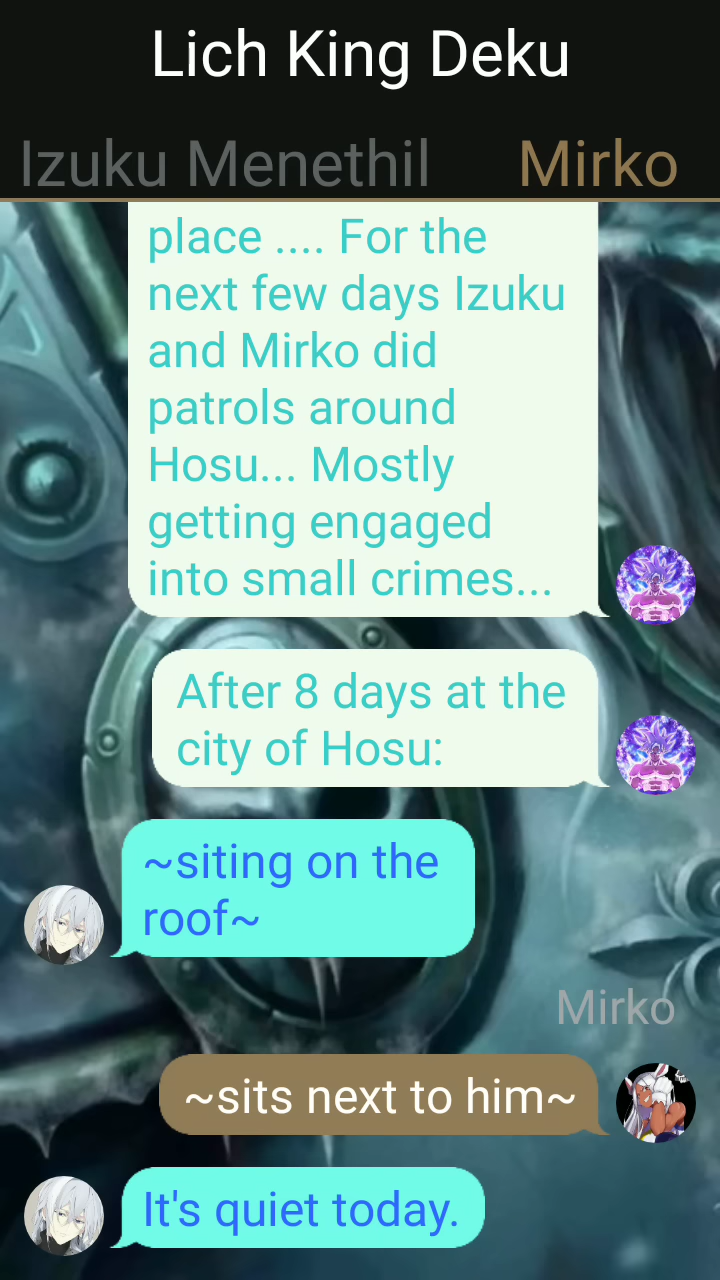 Lich King Deku
Izuku Menethil
Mirko
place .... For the
next few days Izuku
and Mirko did
patrols around
Hosu... Mostly
getting engaged
into small crimes...
After 8 days at the
city of Hosu:
~siting on the
roof~
Mirko
~sits next to him~
It's quiet today.